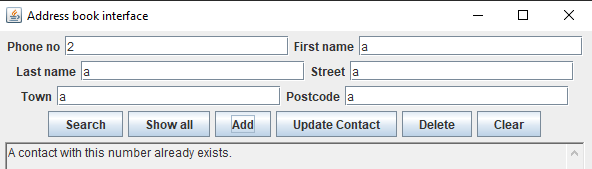 Address book interface
Phone no 2 First name a
Last name a Street a
Town a Postcode a
Search Show all Add Update Contact Delete Clear
A contact with this number already exists.